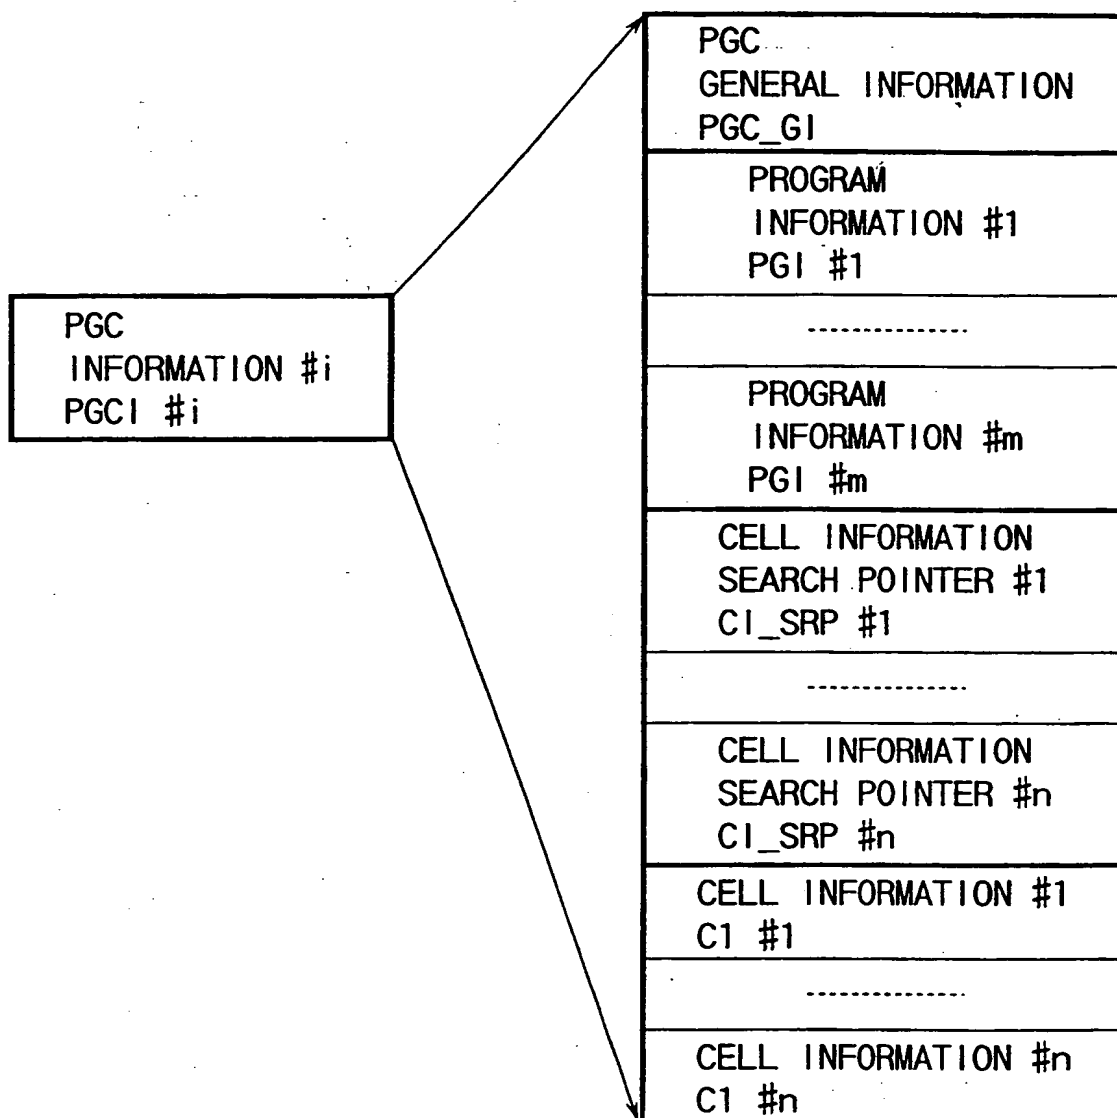 PGC
GENERAL INFORMATION
PGC_GI
PROGRAM
INFORMATION #1
PGI #1
PGC
INFORMATION #i
PGCI #i
PROGRAM
INFORMATION #m
PGI #m
CELL INFORMATION
SEARCH POINTER #1
CI_SRP #1
CELL INFORMATION
SEARCH POINTER #n
CI_SRP #n
CELL INFORMATION #1
C1 #1
CELL INFORMATION #n
C1 #n